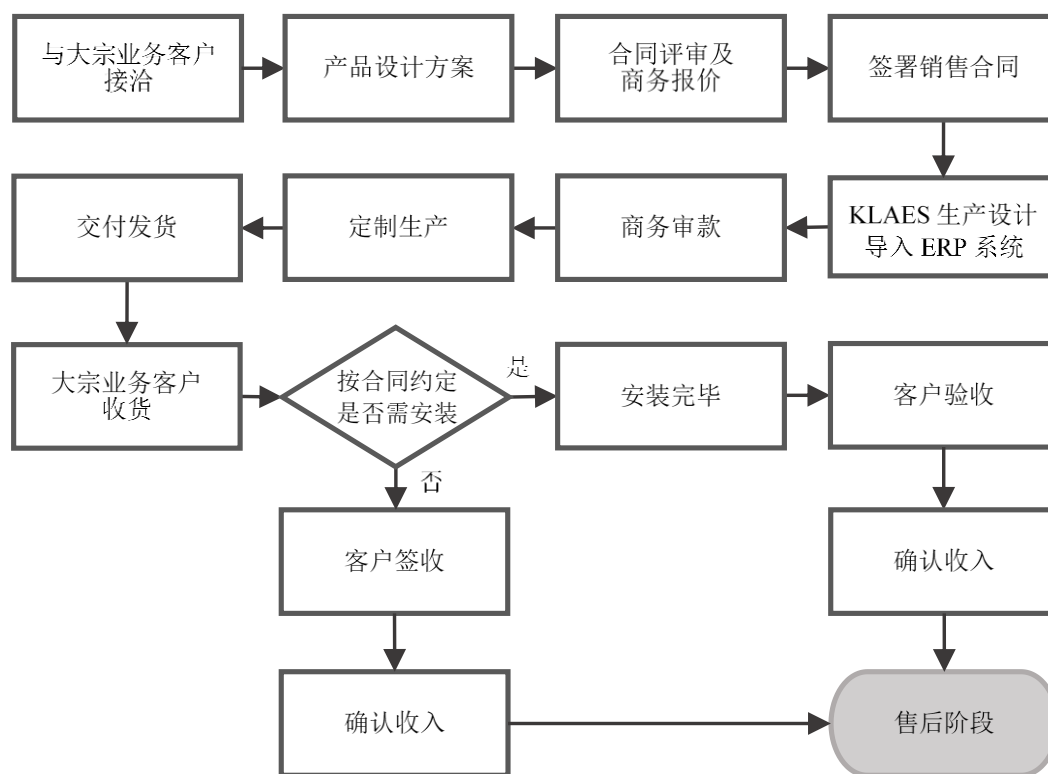 与大宗业务客户
接洽
产品设计方案
合同评审及
商务报价
签署销售合同
交付发货
定制生产
商务审款
KLAES 生产设计
导入 ERP 系统
大宗业务客户
收货
按合同约定
是否需安装
是
安装完毕
客户验收
否
客户签收
确认收入
确认收入
售后阶段